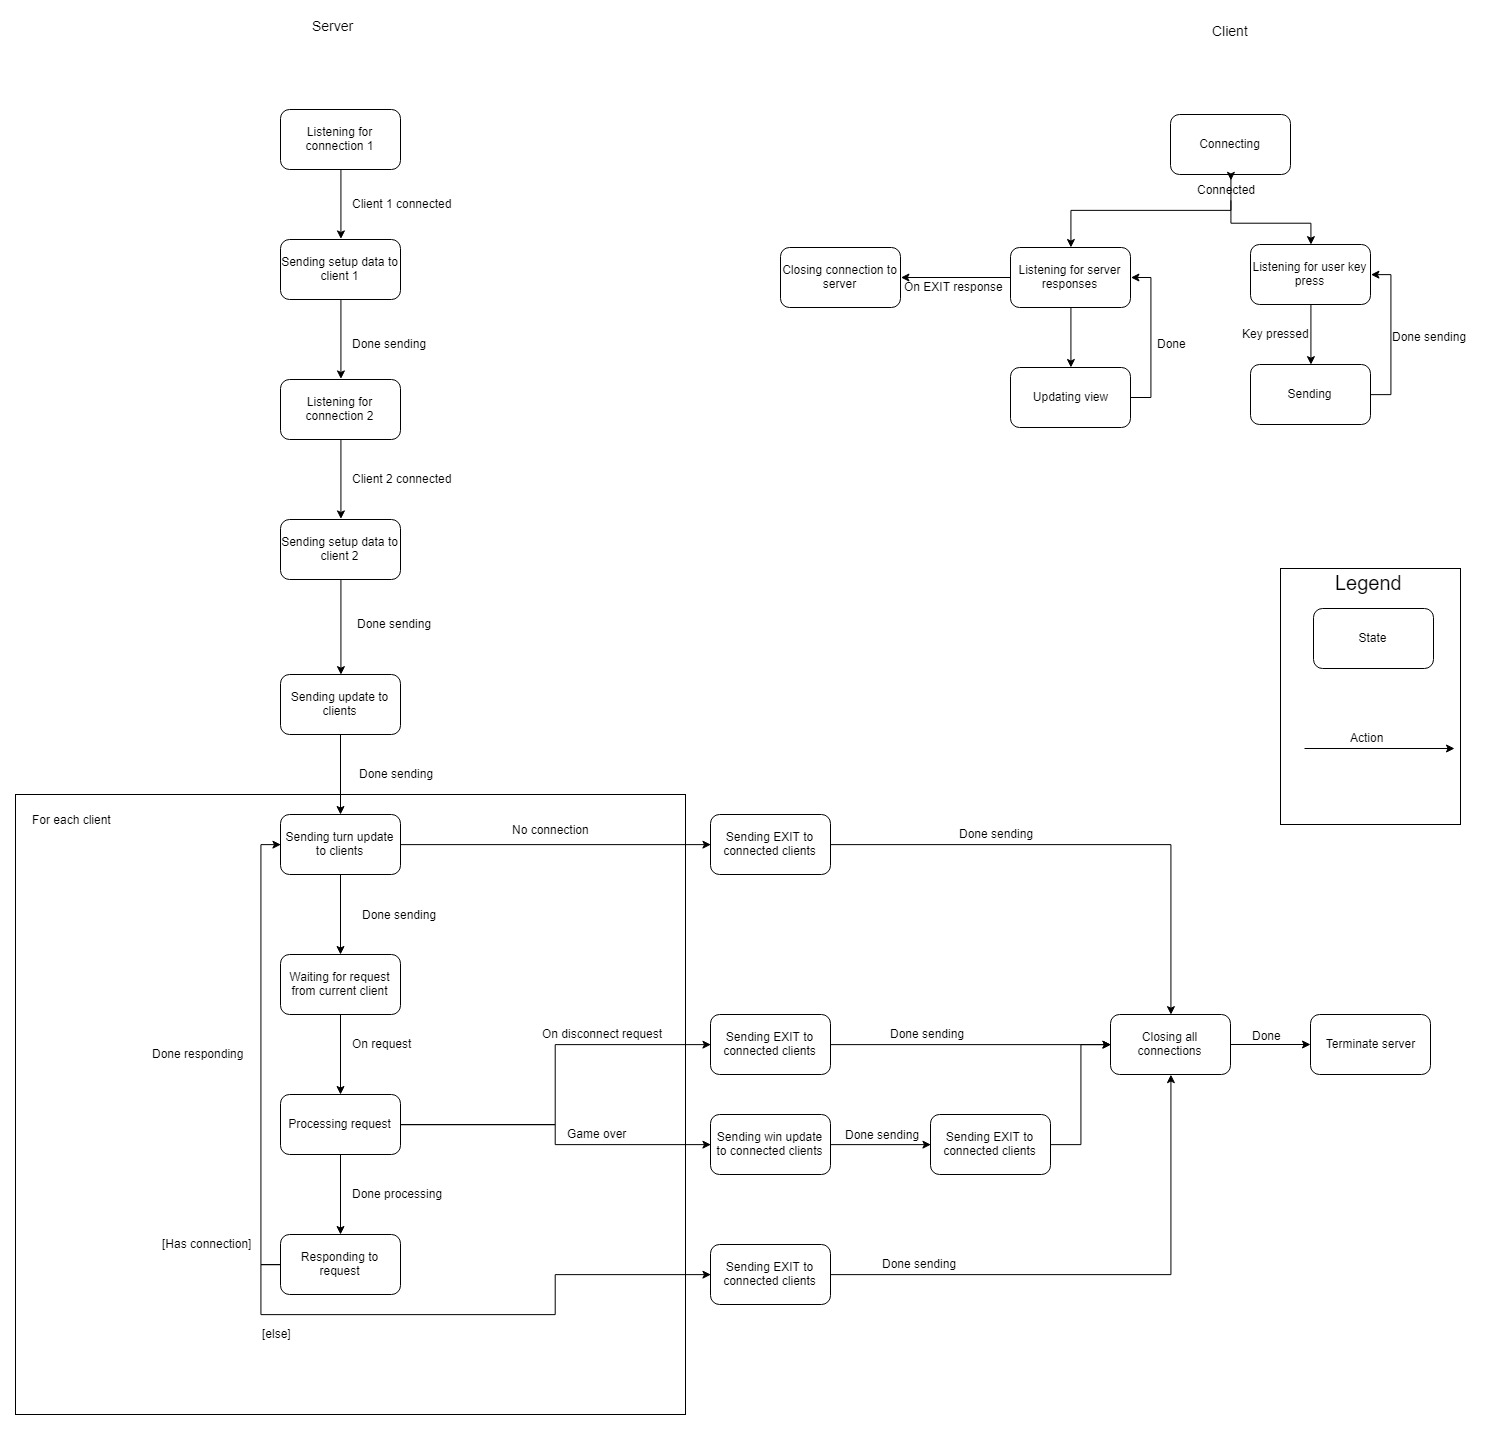 Server
Client
Listening for
connection 1
Client 1 connected
Sending setup data to
client 1
Done sending
Listening for
connection 2
Client 2 connected
Sending setup data to
client 2
Done sending
Sending update to
clients
Done sending
Connecting
Connected
Closing connection to
server
On EXIT response
Listening for server
responses
Listening for user key
press
Key pressed
Done sending
Done
Updating view
Sending
Legend
State
Action
For each client
Sending turn update
to clients
No connection
Sending EXIT to
connected clients
Done sending
Done sending
Waiting for request
from current client
On request
Done responding
On disconnect request
Sending EXIT to
connected clients
Done sending
Closing all
connections
Done
Terminate server
Processing request
Game over
Sending win update
to connected clients
Done sending
Sending EXIT to
connected clients
Done processing
[Has connection]
Responding to
request
Sending EXIT to
connected clients
Done sending
[else]